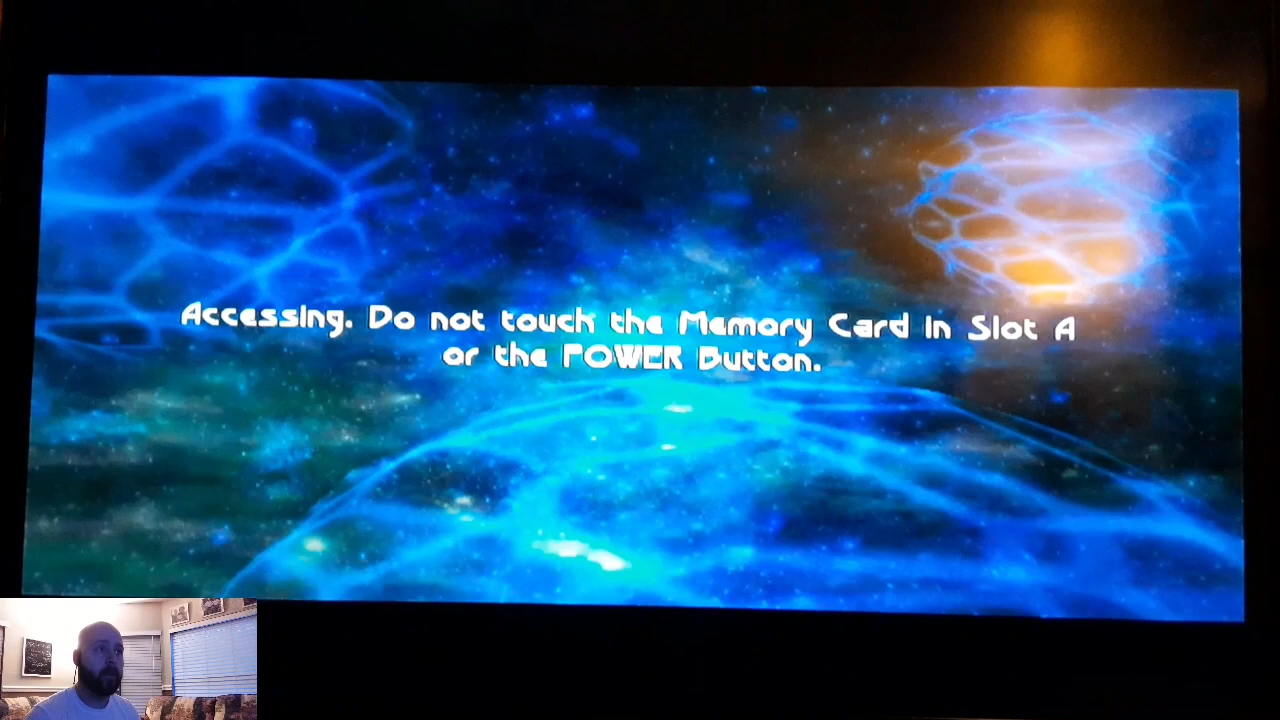 Accessing. Do not touch the Memory Card in Slot A
or the POWER Button.